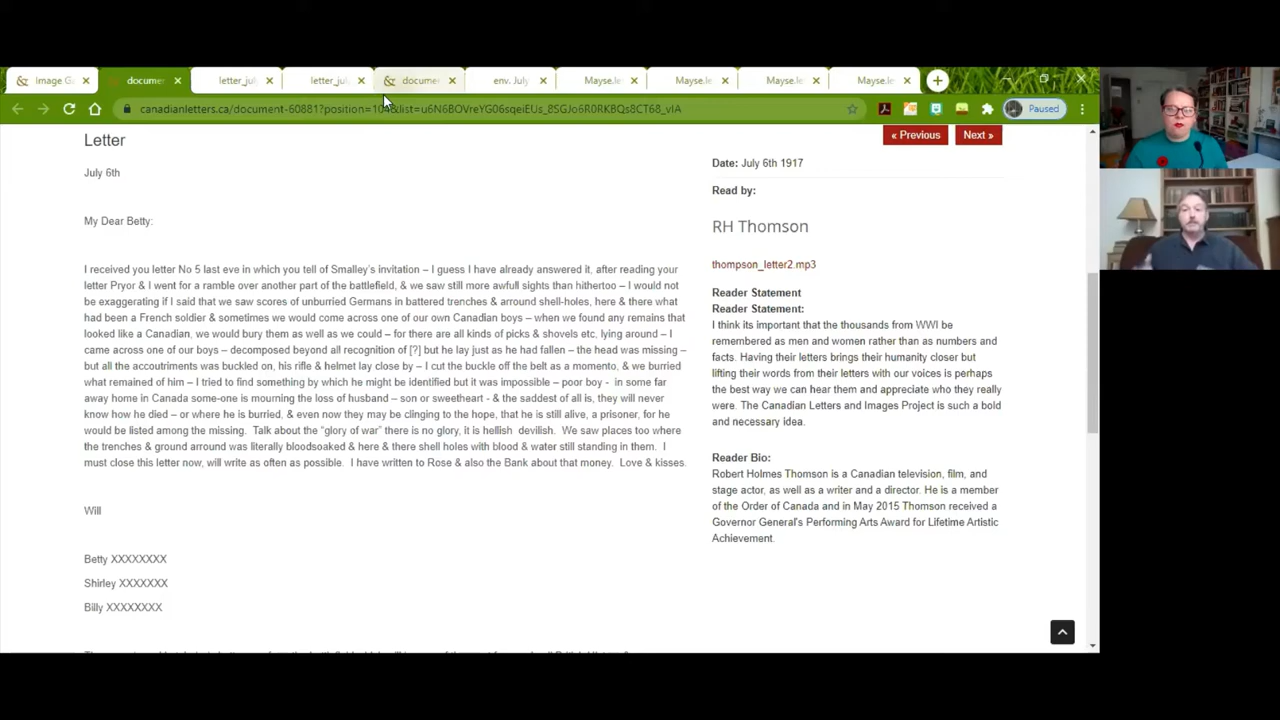 Image G
docume
letter_jul
letter_jul
docume
env. July
Mayse.le
Mayse.le
Mayse.le
Mayse.le
canadianletters.ca/document-60881?position=104&list=
Paused
Letter
« Previous
Next »
July 6th
Date: July 6th 1917
Read by:
My Dear Betty:
RH Thomson
thompson_letter2.mp3
I received you letter No 5 last eve in which you tell of Smalley's invitation – I guess I have already answered it, after reading your
letter Pryor & I went for a ramble over another part of the battlefield, & we saw still more awfull sights than hithertoo – I would not
be exaggerating if I said that we saw scores of unburried Germans in battered trenches & arround shell-holes, here & there what
had been a French soldier & sometimes we would come across one of our own Canadian boys – when we found any remains that
looked like a Canadian, we would bury them as well as we could – for there are all kinds of picks & shovels etc, lying around – I
came across one of our boys – decomposed beyond all recognition of [?] but he lay just as he had fallen – the head was missing –
but all the accoutriments was buckled on, his rifle & helmet lay close by – I cut the buckle off the belt as a momento, & we burried
what remained of him – I tried to find something by which he might be identified but it was impossible – poor boy - in some far
away home in Canada some-one is mourning the loss of husband – son or sweetheart - & the saddest of all is, they will never
know how he died – or where he is burried, & even now they may be clinging to the hope, that he is still alive, a prisoner, for he
would be listed among the missing. Talk about the "glory of war" there is no glory, it is hellish devilish. We saw places too where
the trenches & ground arround was literally bloodsoaked & here & there shell holes with blood & water still standing in them. I
must close this letter now, will write as often as possible. I have written to Rose & also the Bank about that money. Love & kisses.
Will
Betty XXXXXXXX
Shirley XXXXXXX
Billy XXXXXXXX
Reader Statement
Reader Statement:
I think its important that the thousands from WWI be
remembered as men and women rather than as numbers and
facts. Having their letters brings their humanity closer but
lifting their words from their letters with our voices is perhaps
the best way we can hear them and appreciate who they really
were. The Canadian Letters and Images Project is such a bold
and necessary idea.
Reader Bio:
Robert Holmes Thomson is a Canadian television, film, and
stage actor, as well as a writer and a director. He is a member
of the Order of Canada and in May 2015 Thomson received a
Governor General's Performing Arts Award for Lifetime Artistic
Achievement.